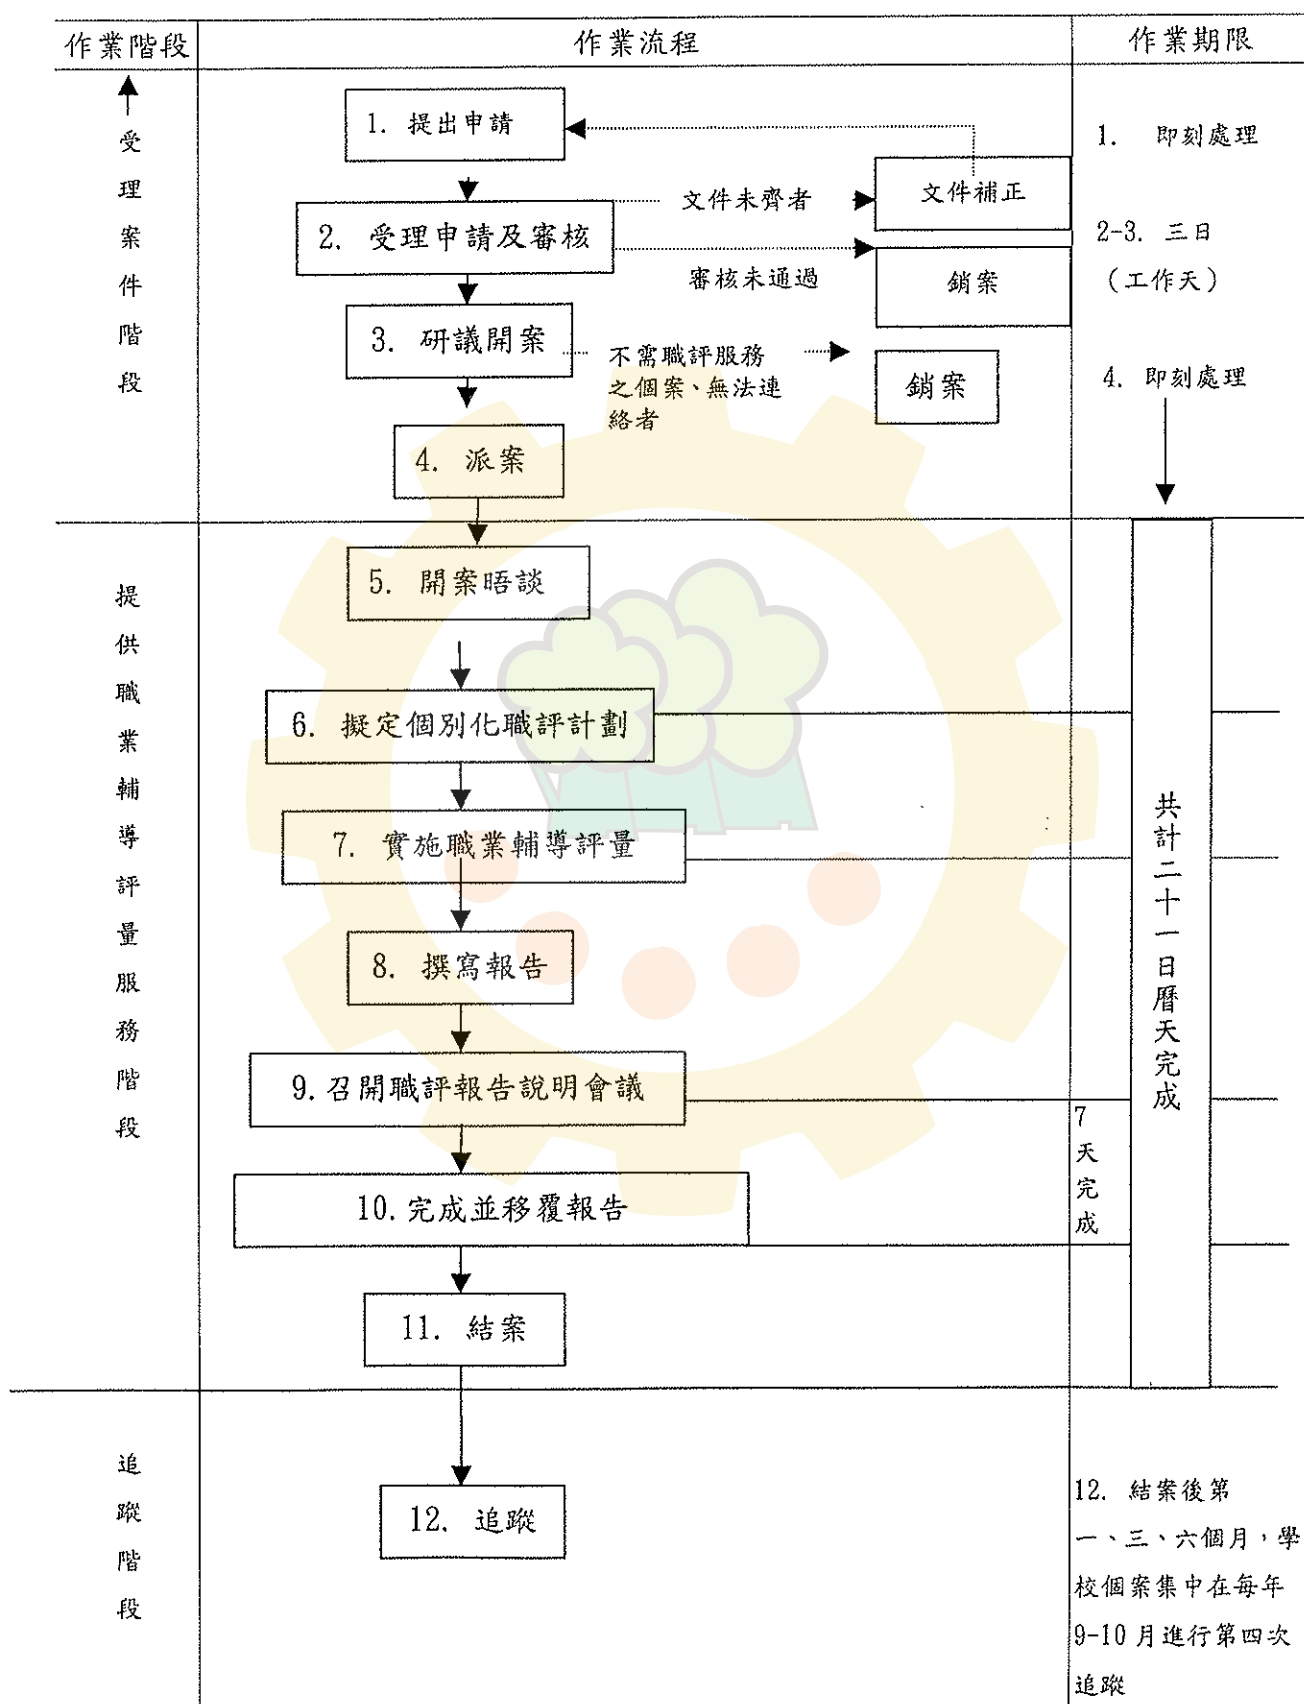 作業階段
作業流程
作業期限
受理案件階段
1. 提出申請
1. 即刻處理
文件未齊者
文件補正
2. 受理申請及審核
2-3. 三日
審核未通過
銷案
(工作天)
3. 研議開案
不需職評服務
之個案、無法連
絡者
銷案
4. 即刻處理
4. 派案
提供職業輔導評量服務階段
5. 開案晤談
6. 擬定個別化職評計劃
7. 實施職業輔導評量
8. 撰寫報告
9.召開職評報告說明會議
10.完成並移覆報告
11. 結案
7天完成
共計二十一日曆天完成
追蹤階段
12. 追蹤
12. 結案後第
一、三、六個月，學
校個案集中在每年
9-10月進行第四次
追蹤